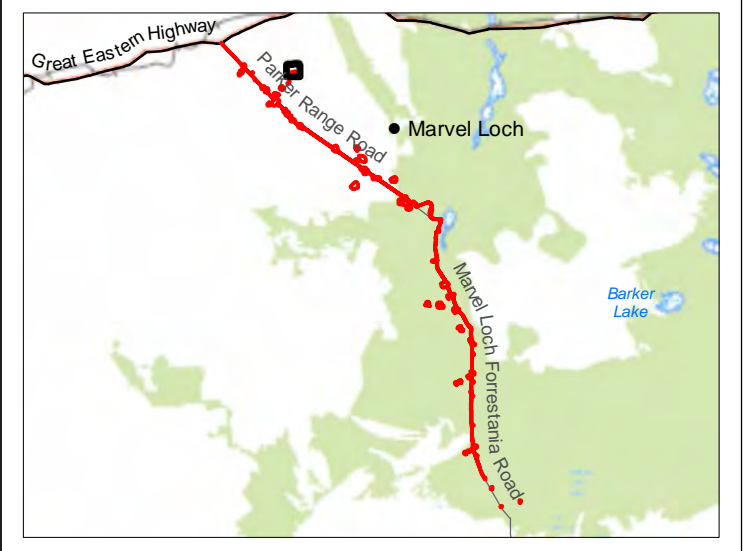 Great Eastern Highway
Parker Range Road
Marvel Loch
Marvel Loch Forrestania Road
Barker
Lake